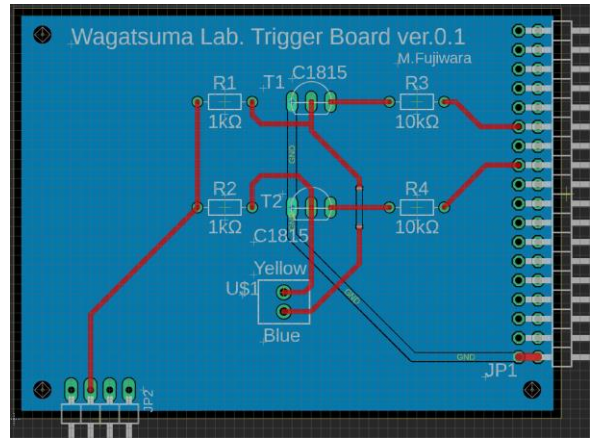 Wagatsuma Lab. Trigger Board ver.0.1
M.Fujiwara
R1
T1
C1815
R3
1kΩ
10kΩ
GND
R2
T2
R4
1kΩ
C1815
10kΩ
Yellow
U$1
GND
Blue
GND
JP1
JP2